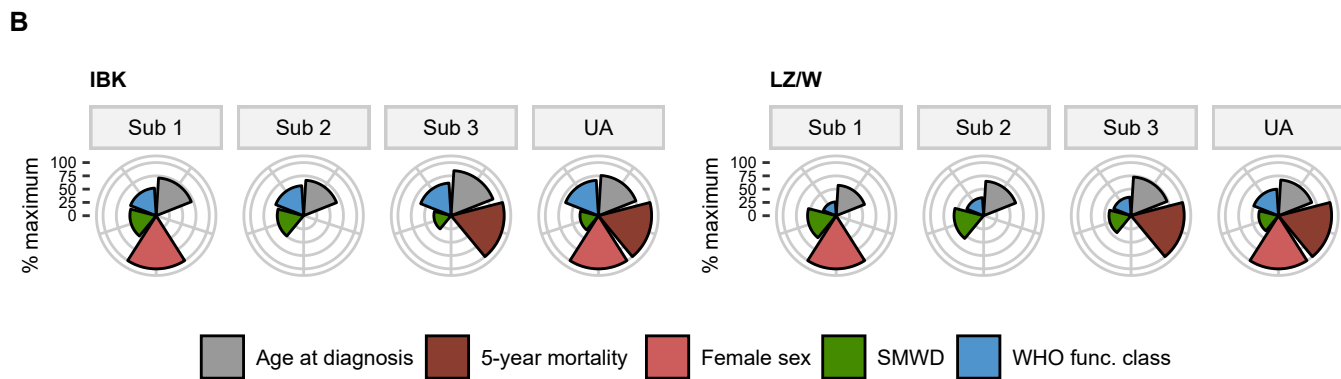 B
IBK
LZ/W
Sub 1 Sub 2 Sub 3 UA
Sub 1 Sub 2 Sub 3 UA
% maximum
100
75
50
25
0
% maximum
100
75
50
25
0
Age at diagnosis 5-year mortality Female sex SMWD WHO func. class